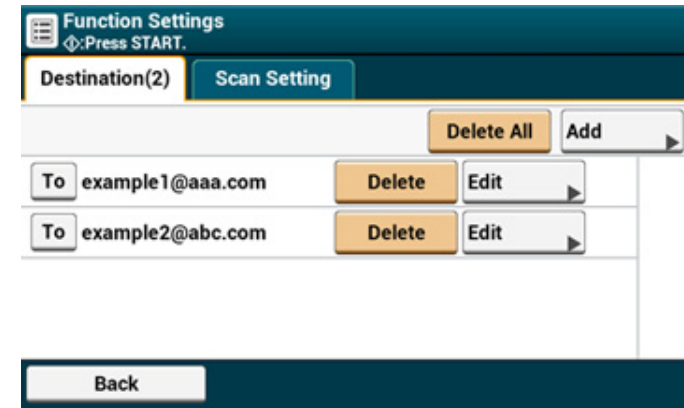 Function Settings
:Press START.
Destination(2) Scan Setting
Delete All Add
To example1@aaa.com Delete Edit
To example2@abc.com Delete Edit
Back